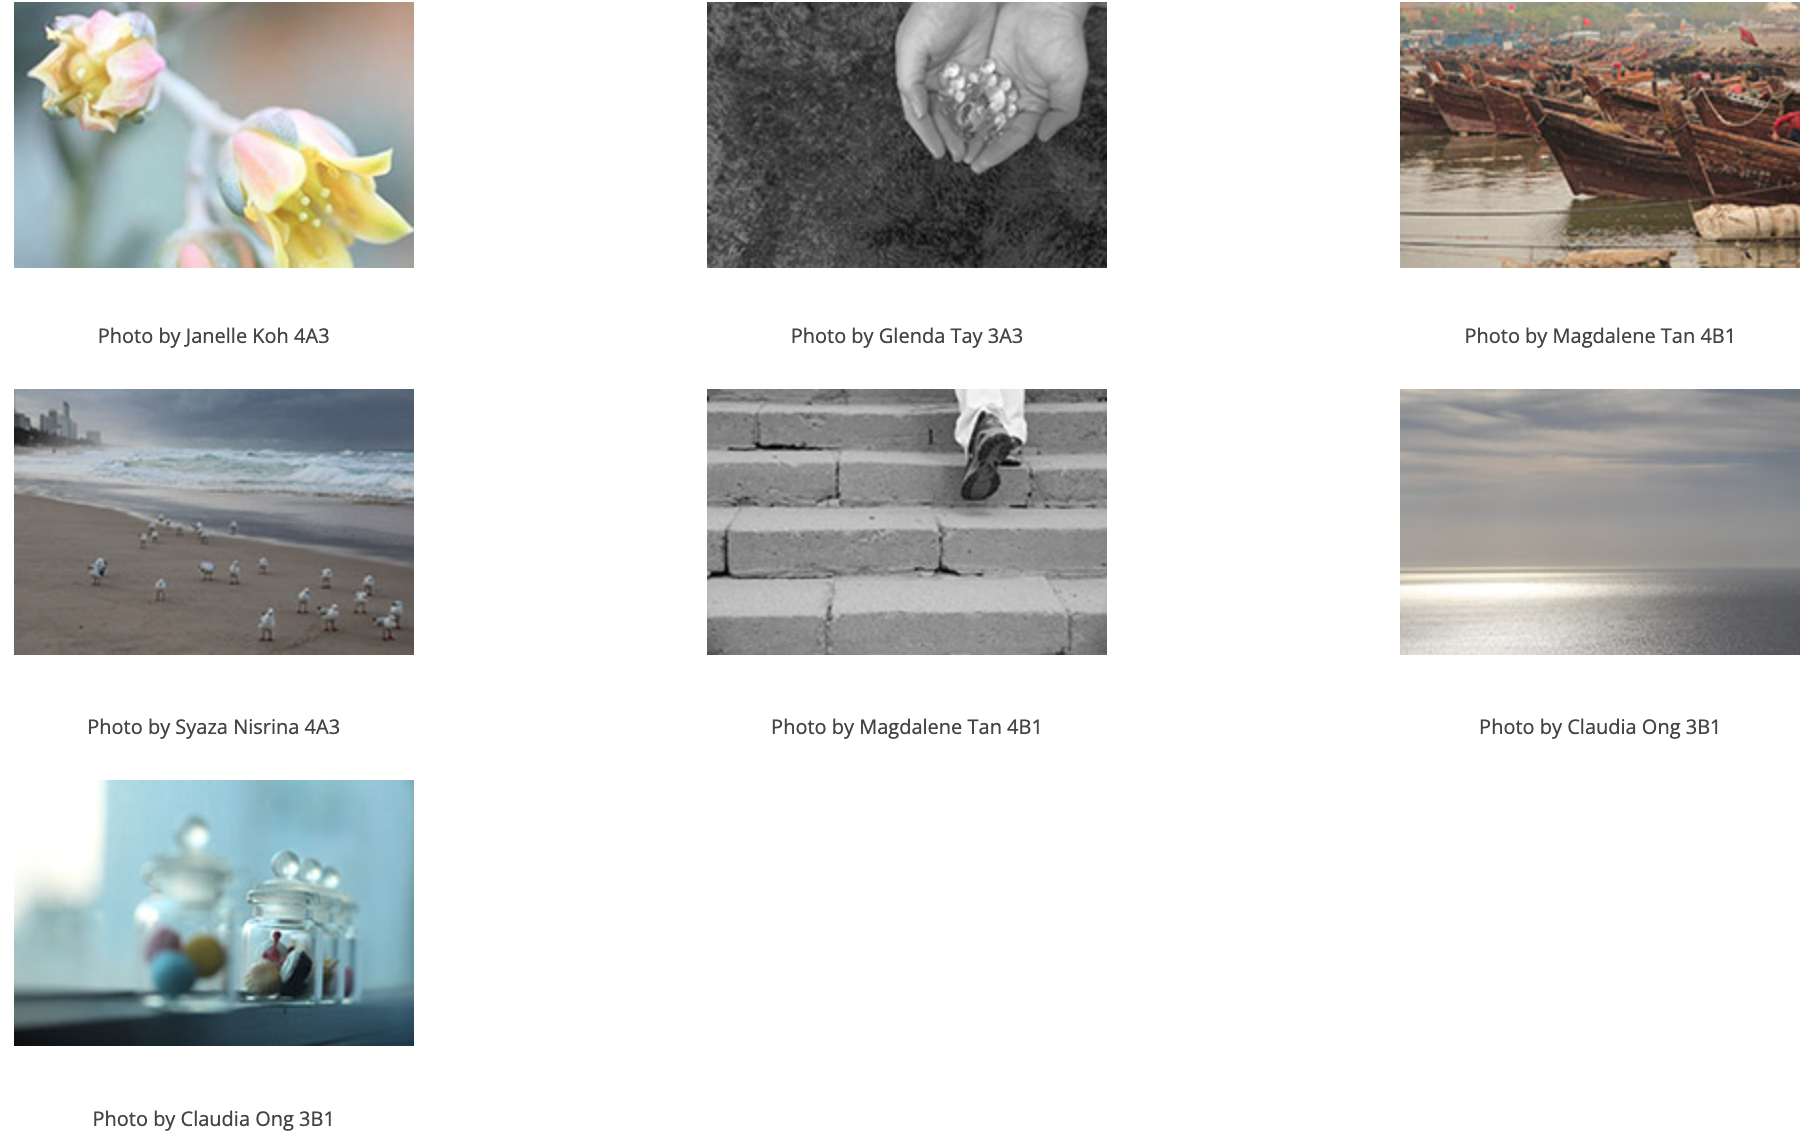 Photo by Janelle Koh 4A3
Photo by Glenda Tay 3A3
Photo by Magdalene Tan 4B1
Photo by Syaza Nisrina 4A3
Photo by Magdalene Tan 4B1
Photo by Claudia Ong 3B1
Photo by Claudia Ong 3B1